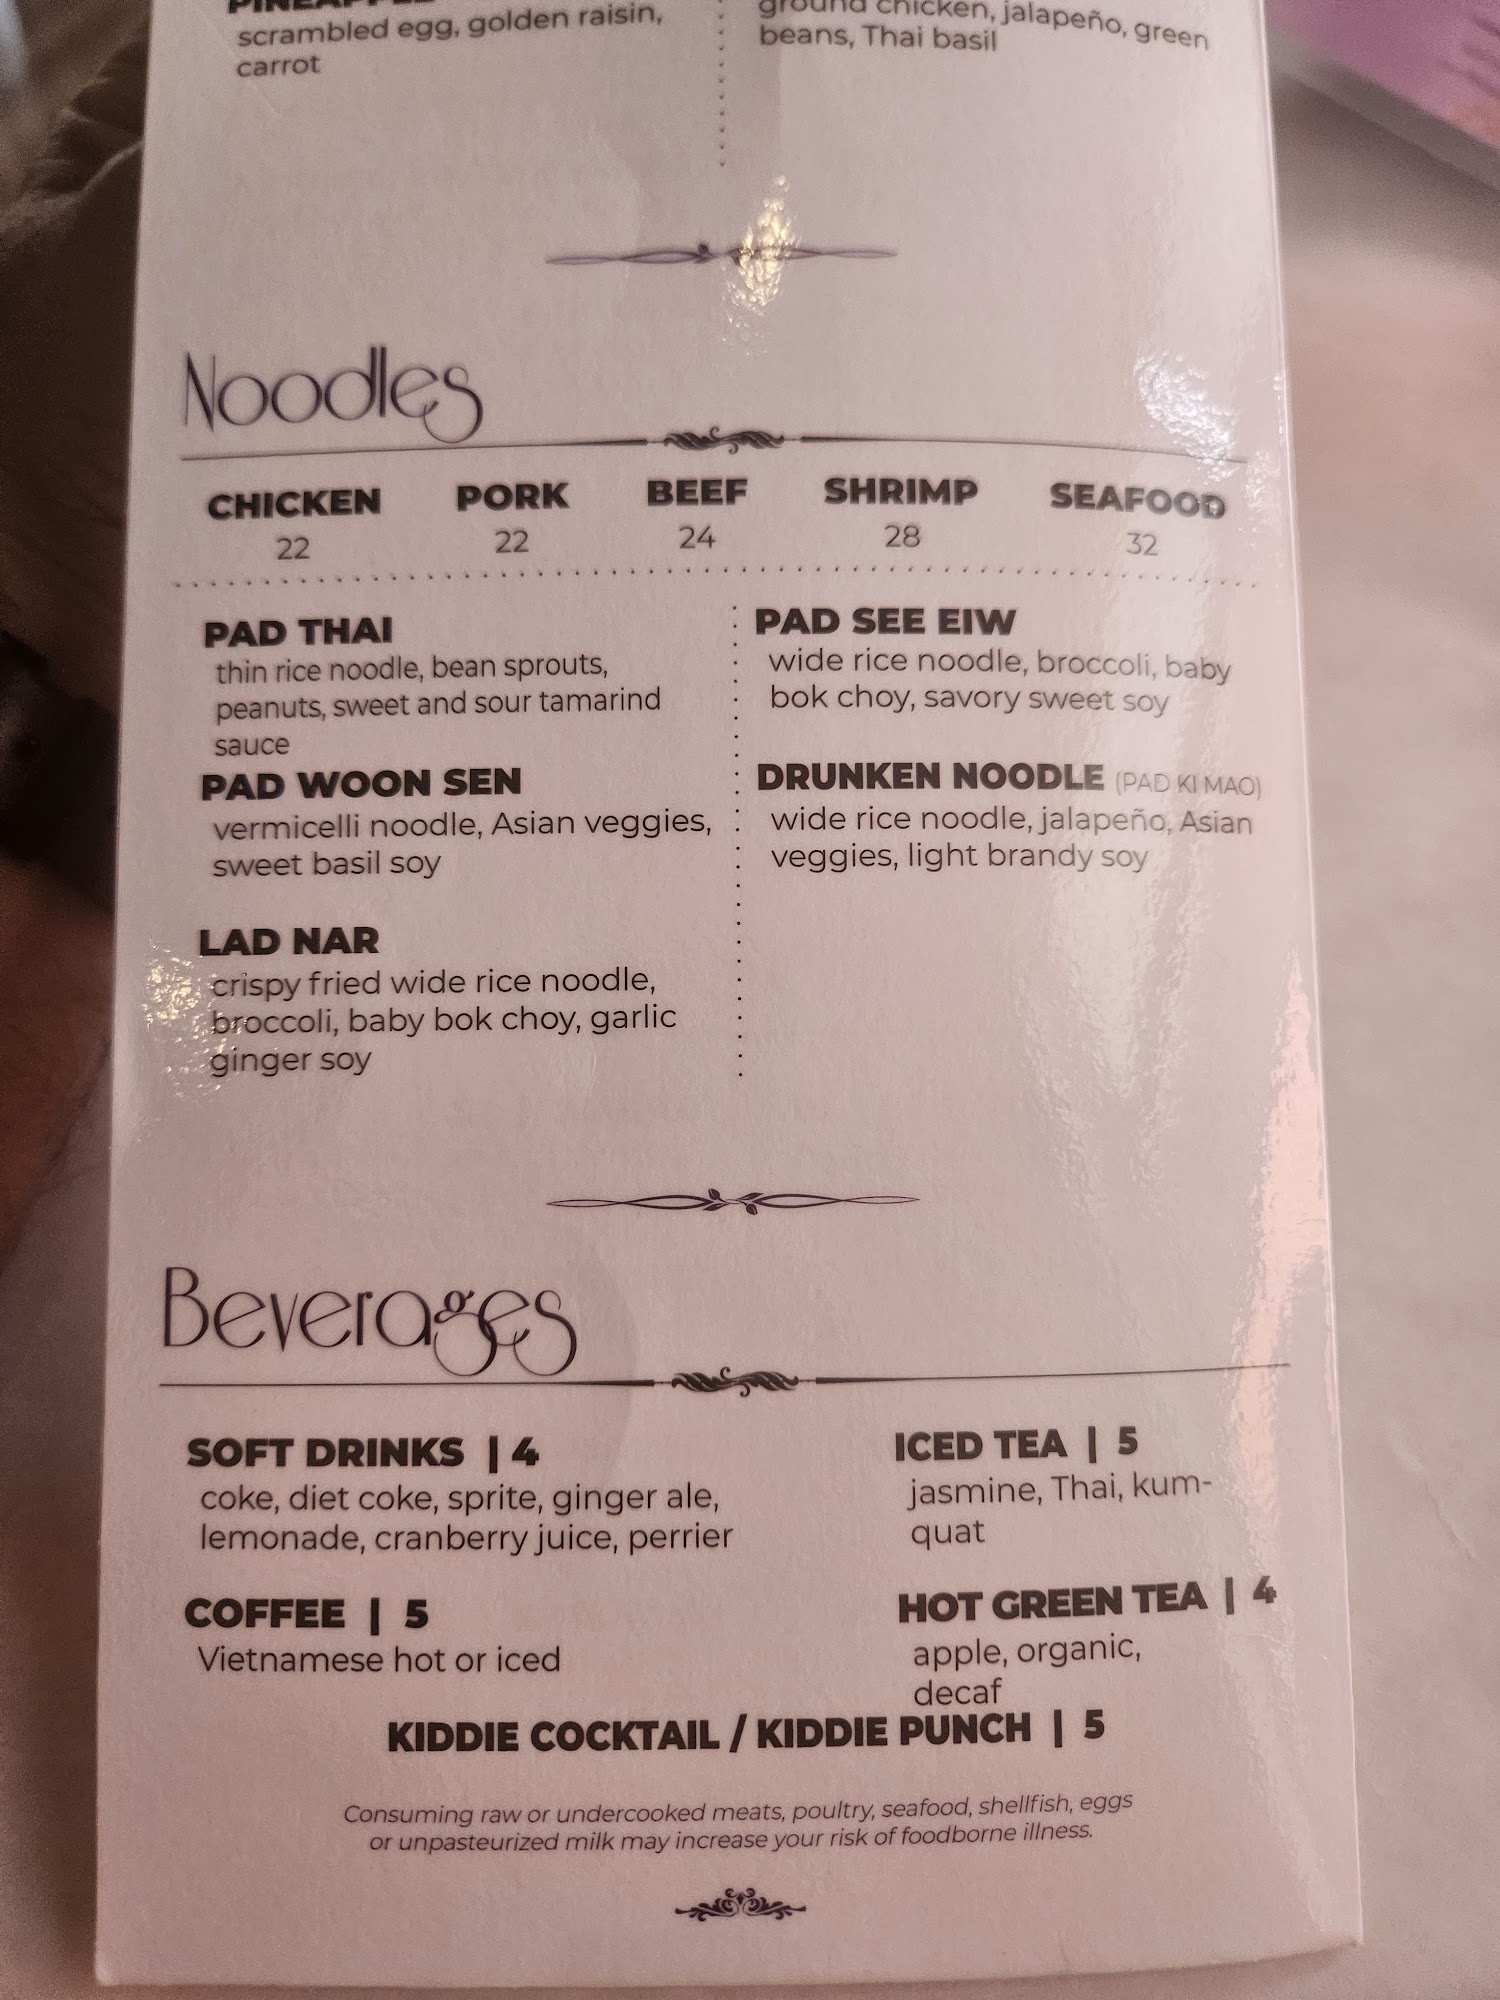 PINEAPPLE
scrambled egg, golden raisin,
carrot
ground chicken, jalapeño, green
beans, Thai basil
Noodles
CHICKEN PORK BEEF SHRIMP SEAFOOD
22 22 24 28 32
PAD THAI
thin rice noodle, bean sprouts,
peanuts, sweet and sour tamarind
sauce
PAD WOON SEN
vermicelli noodle, Asian veggies,
sweet basil soy
LAD NAR
crispy fried wide rice noodle,
broccoli, baby bok choy, garlic
ginger soy
PAD SEE EIW
wide rice noodle, broccoli, baby
bok choy, savory sweet soy
DRUNKEN NOODLE (PAD KI MAO)
wide rice noodle, jalapeño, Asian
veggies, light brandy soy
Beverages
SOFT DRINKS | 4
coke, diet coke, sprite, ginger ale,
lemonade, cranberry juice, perrier
COFFEE | 5
Vietnamese hot or iced
ICED TEA | 5
jasmine, Thai, kum-
quat
HOT GREEN TEA | 4
apple, organic,
decaf
KIDDIE COCKTAIL / KIDDIE PUNCH | 5
Consuming raw or undercooked meats, poultry, seafood, shellfish, eggs
or unpasteurized milk may increase your risk of foodborne illness.